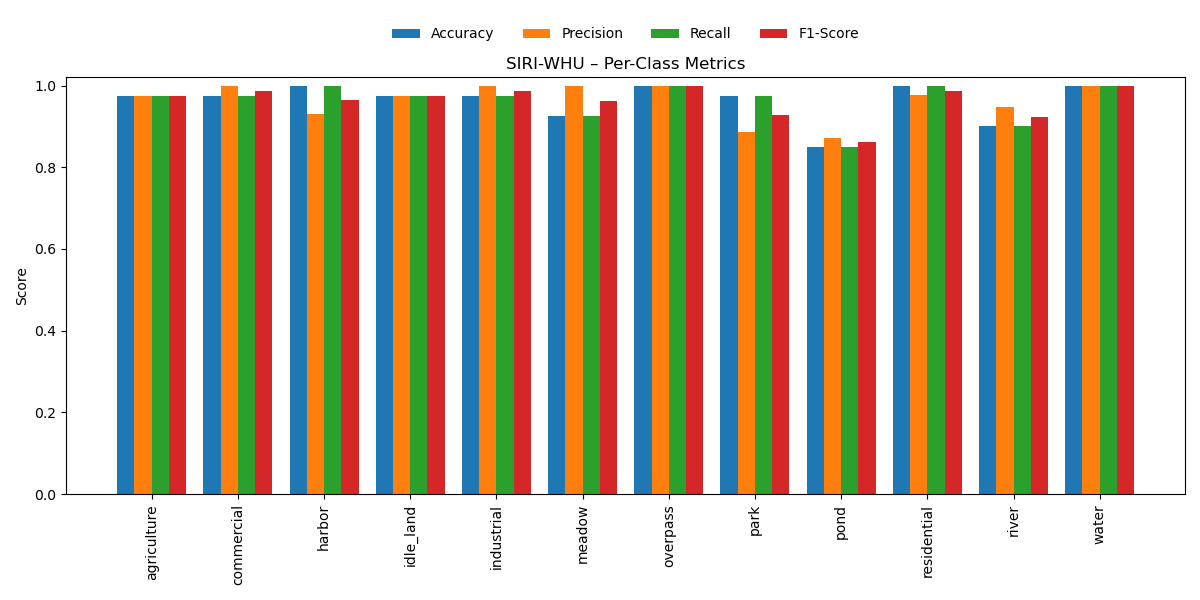 Accuracy Precision Recall F1-Score
SIRI-WHU – Per-Class Metrics
Score
1.0
0.8
0.6
0.4
0.2
0.0
agriculture
commercial
harbor
idle_land
industrial
meadow
overpass
park
pond
residential
river
water